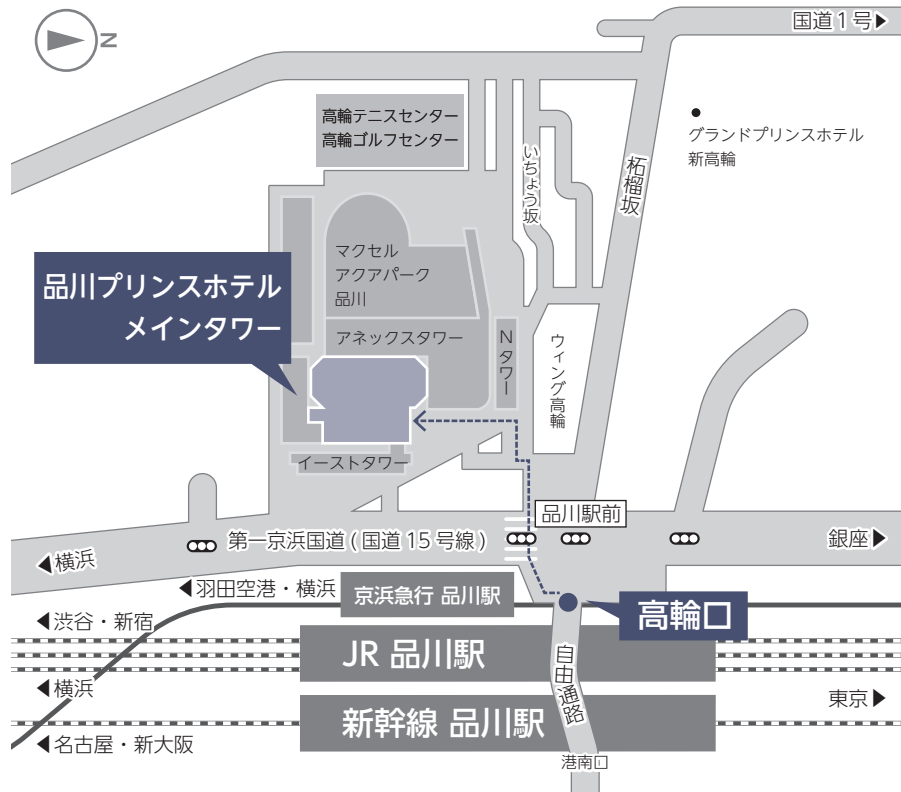 国道1号▶
N
高輪テニスセンター
高輪ゴルフセンター
グランドプリンスホテル
新高輪
いちょう坂
柘榴坂
マクセル
アクアパーク
品川
品川プリンスホテル
メインタワー
アネックスタワー
Nタワー
ウィング高輪
イーストタワー
品川駅前
第一京浜国道(国道15号線)
銀座▶
◀横浜
◀羽田空港・横浜
京浜急行 品川駅
高輪口
◀渋谷・新宿
JR 品川駅
自由通路
◀横浜
東京▶
新幹線 品川駅
◀名古屋・新大阪
港南口